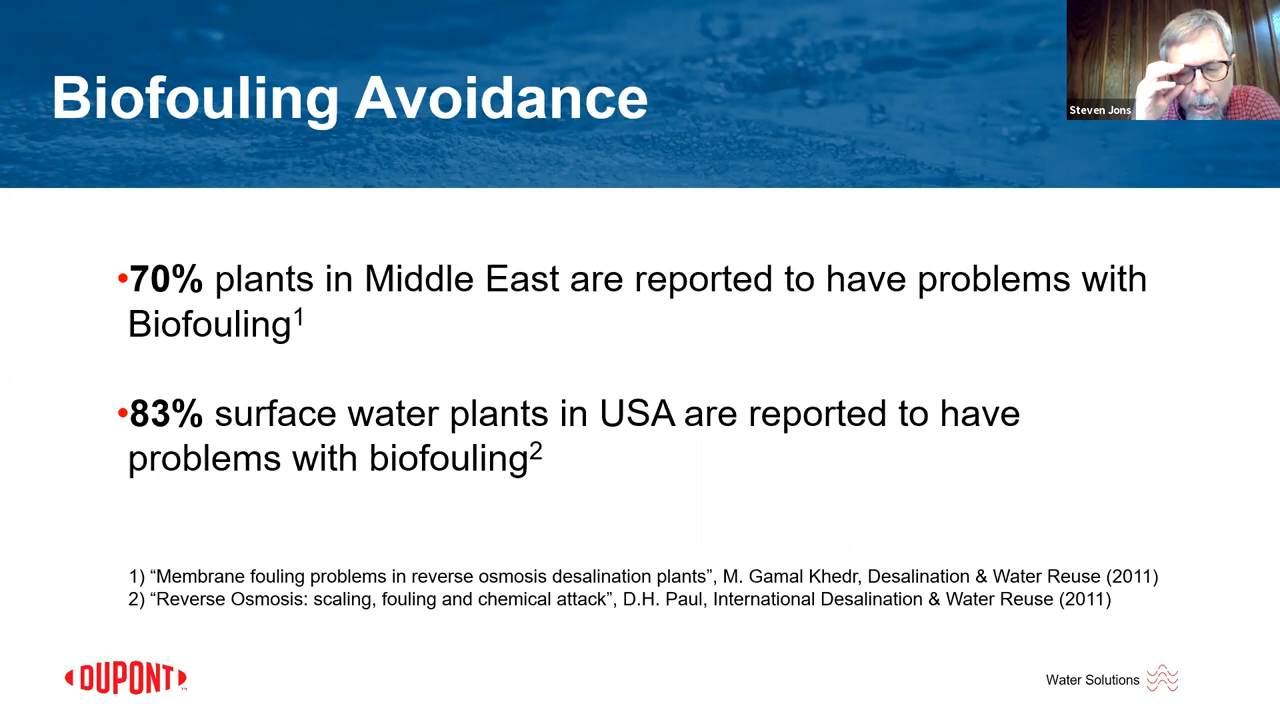 Biofouling Avoidance
Steven Jons
•70% plants in Middle East are reported to have problems with
Biofouling¹
•83% surface water plants in USA are reported to have
problems with biofouling²
1) “Membrane fouling problems in reverse osmosis desalination plants”, M. Gamal Khedr, Desalination & Water Reuse (2011)
2) “Reverse Osmosis: scaling, fouling and chemical attack”, D.H. Paul, International Desalination & Water Reuse (2011)
DUPONT™
Water Solutions